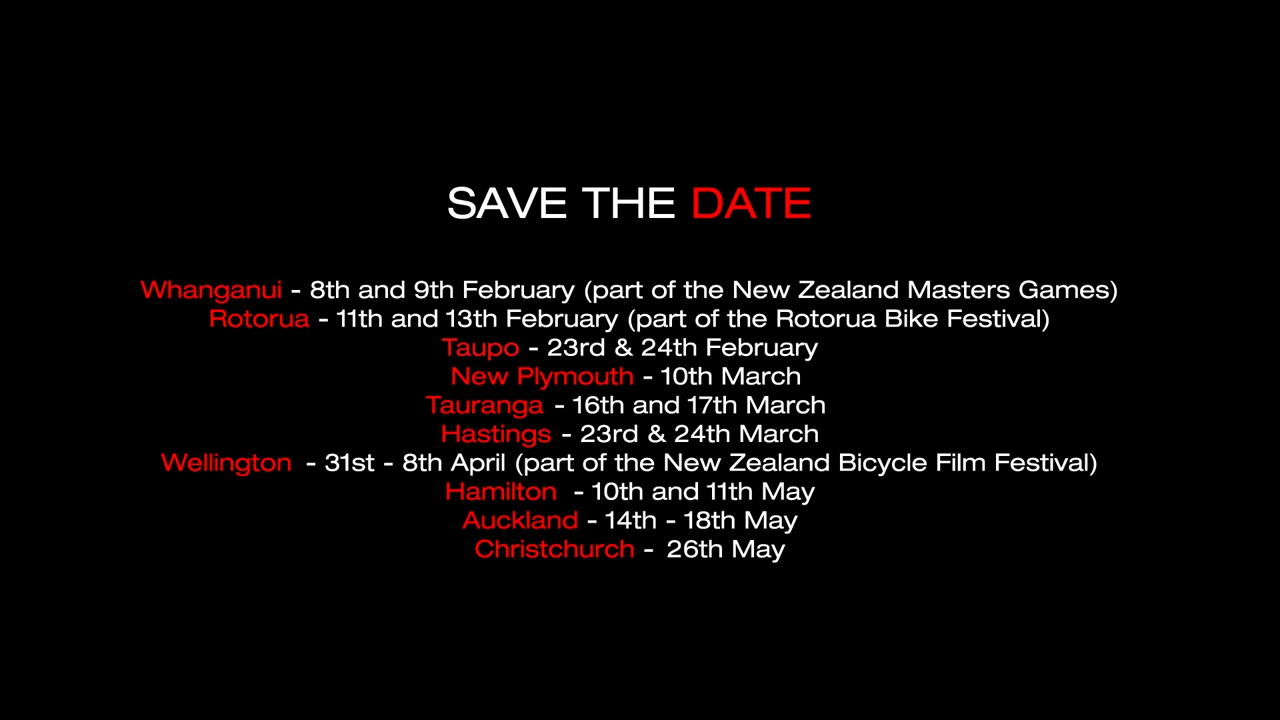 SAVE THE DATE
Whanganui - 8th and 9th February (part of the New Zealand Masters Games)
Rotorua - 11th and 13th February (part of the Rotorua Bike Festival)
Taupo - 23rd & 24th February
New Plymouth - 10th March
Tauranga - 16th and 17th March
Hastings - 23rd & 24th March
Wellington - 31st - 8th April (part of the New Zealand Bicycle Film Festival)
Hamilton - 10th and 11th May
Auckland - 14th - 18th May
Christchurch - 26th May